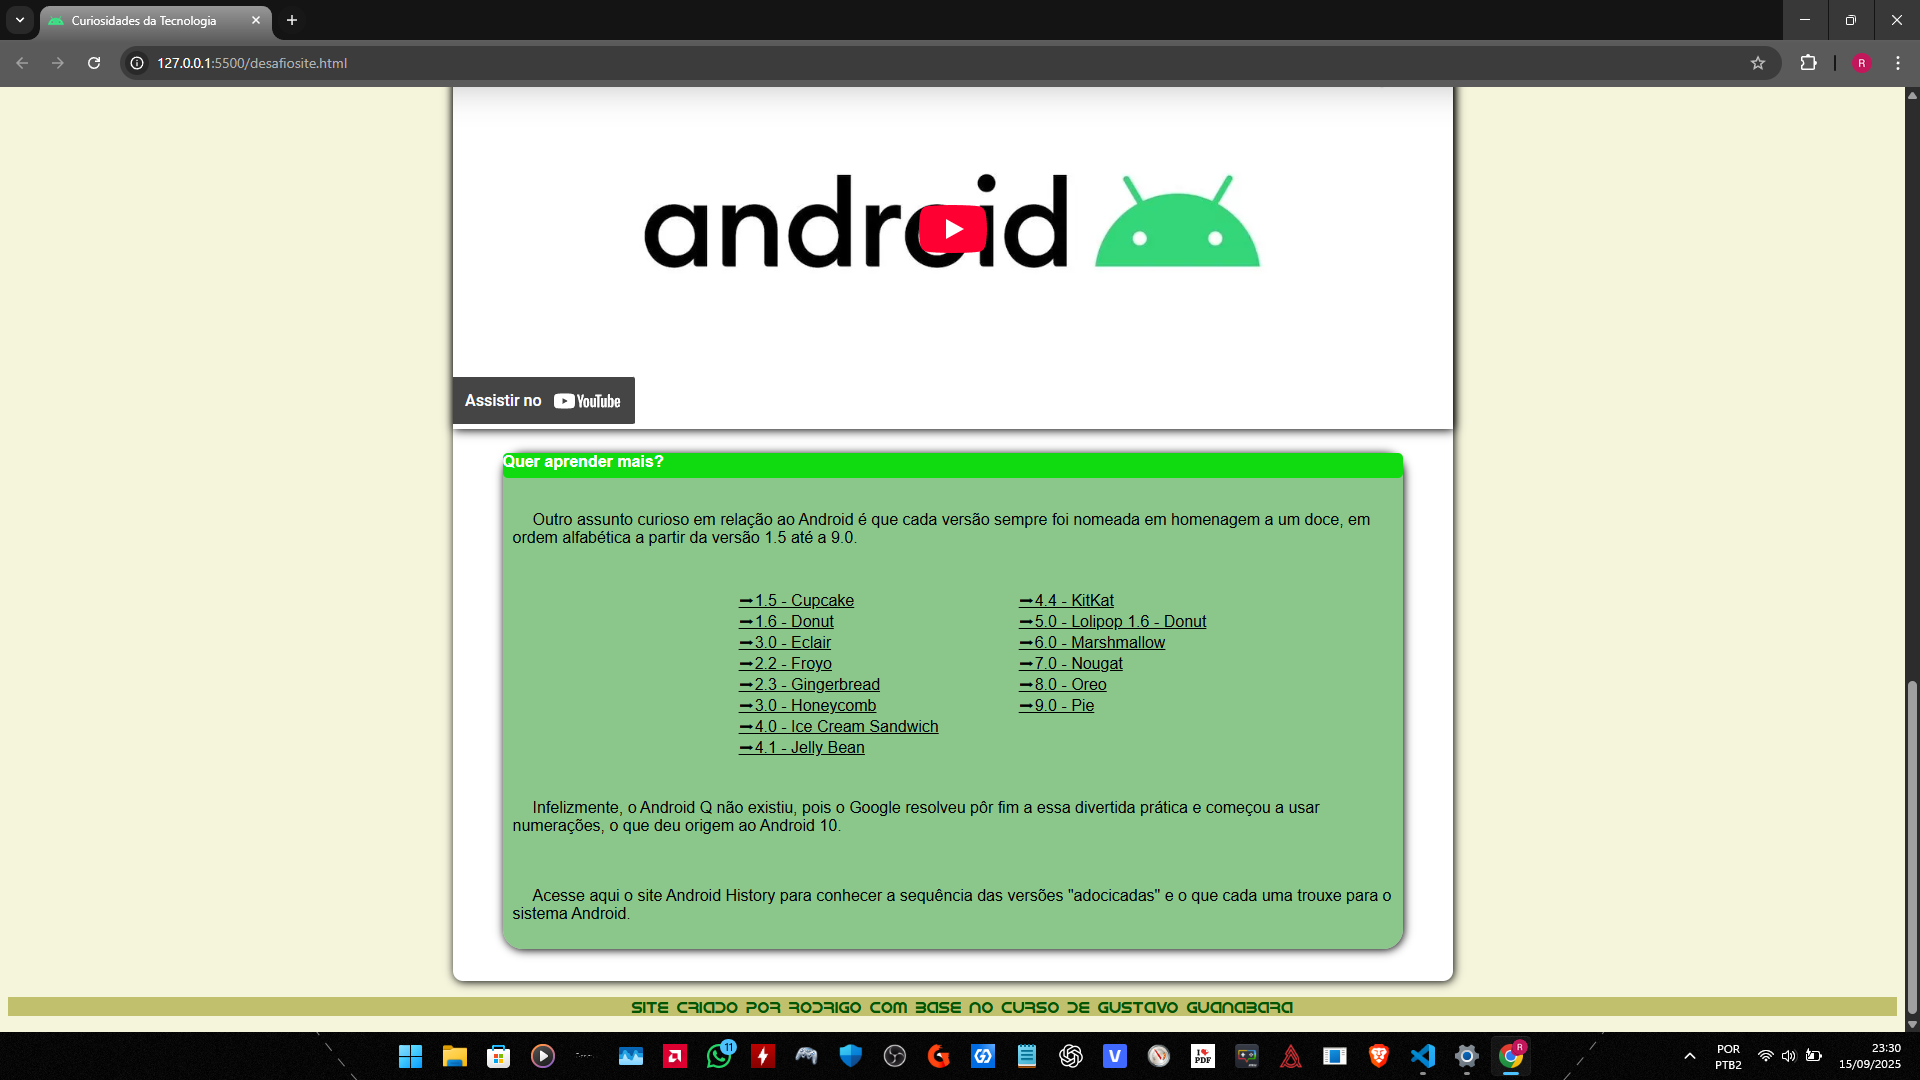 Curiosidades da Tecnologia
127.0.0.1:5500/desafiosite.html
R
android
Assistir no YouTube
Quer aprender mais?
Outro assunto curioso em relação ao Android é que cada versão sempre foi nomeada em homenagem a um doce, em
ordem alfabética a partir da versão 1.5 até a 9.0.
➞1.5 - Cupcake
➞1.6 - Donut
➞3.0 - Eclair
➞2.2 - Froyo
➞2.3 - Gingerbread
➞3.0 - Honeycomb
➞4.0 - Ice Cream Sandwich
➞4.1 - Jelly Bean
➞4.4 - KitKat
➞5.0 - Lolipop 1.6 - Donut
➞6.0 - Marshmallow
➞7.0 - Nougat
➞8.0 - Oreo
➞9.0 - Pie
Infelizmente, o Android Q não existiu, pois o Google resolveu pôr fim a essa divertida prática e começou a usar
numerações, o que deu origem ao Android 10.
Acesse aqui o site Android History para conhecer a sequência das versões "adocicadas" e o que cada uma trouxe para o
sistema Android.
SITE CRIADO POR RODRIGO COM BASE NO CURSO DE GUSTAVO GUANABARA
11
V
I ♥ PDF
R
POR
PTB2
23:30
15/09/2025